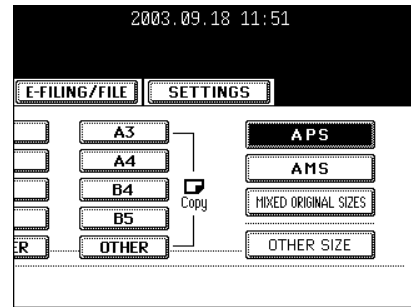 2003.09.18 11:51
E-FILING/FILE SETTINGS
A3 APS
A4 AMS
B4 Copy MIXED ORIGINAL SIZES
B5
ER OTHER OTHER SIZE